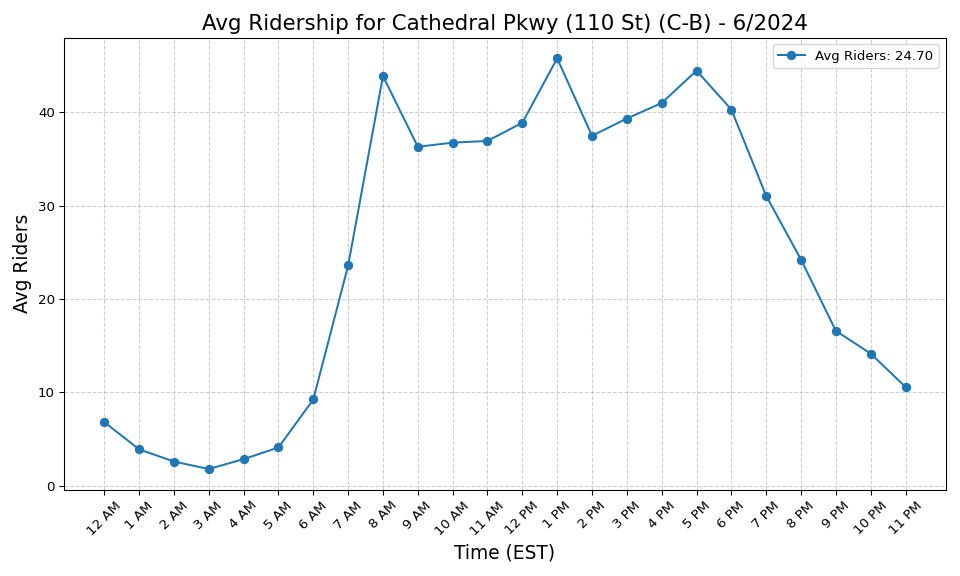 Avg Ridership for Cathedral Pkwy (110 St) (C-B) - 6/2024
Avg Riders: 24.70
Avg Riders
40
30
20
10
0
12 AM
1 AM
2 AM
3 AM
4 AM
5 AM
6 AM
7 AM
8 AM
9 AM
10 AM
11 AM
12 PM
1 PM
2 PM
3 PM
4 PM
5 PM
6 PM
7 PM
8 PM
9 PM
10 PM
11 PM
Time (EST)